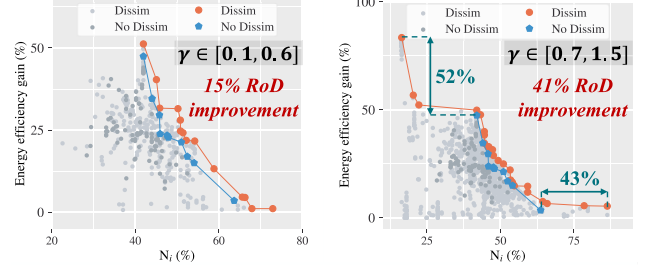 Dissim Dissim
No Dissim No Dissim
γ ∈ [0.1, 0.6]
15% RoD
improvement
Energy efficiency gain (%)
50
25
0
20 40 60 80
N_i
Dissim Dissim
No Dissim No Dissim
γ ∈ [0.7, 1.5]
52%
41% RoD
improvement
43%
Energy efficiency gain (%)
100
50
0
25 50 75
N_i